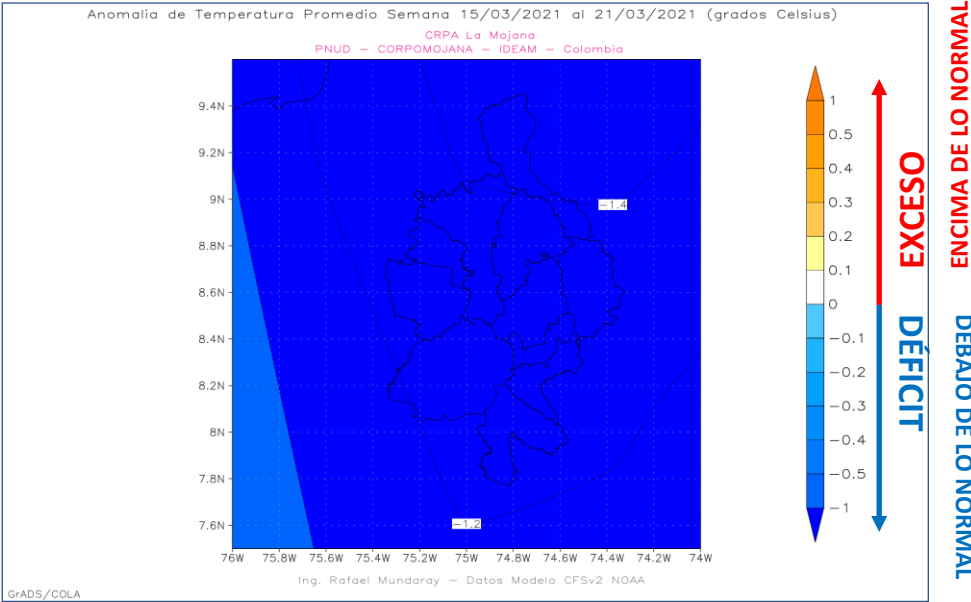 Anomalia de Temperatura Promedio Semana 15/03/2021 al 21/03/2021 (grados Celsius)
CRPA La Mojana
PNUD – CORPOMOJANA – IDEAM – Colombia
9.4N
9.2N
9N
8.8N
8.6N
8.4N
8.2N
8N
7.8N
7.6N
76W 75.8W 75.6W 75.4W 75.2W 75W 74.8W 74.6W 74.4W 74.2W 74W
−1.4
−1.2
1
0.5
0.4
0.3
0.2
0.1
0
−0.1
−0.2
−0.3
−0.4
−0.5
−1
EXCESO
DÉFICIT
ENCIMA DE LO NORMAL
DEBAJO DE LO NORMAL
Ing. Rafael Mundaray – Datos Modelo CFSv2 NOAA
GrADS/COLA